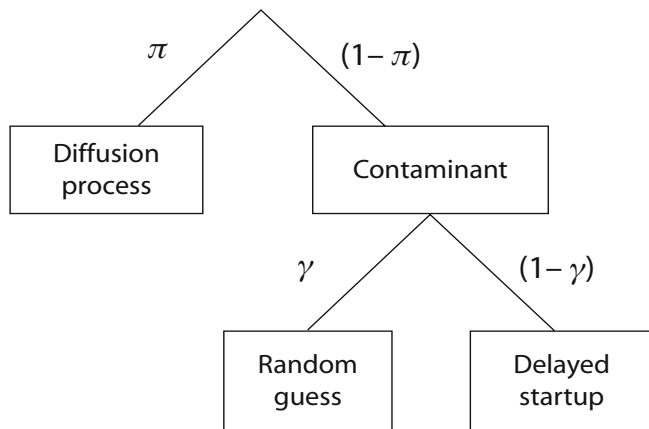 π
(1– π)
Diffusion
process
Contaminant
γ
(1– γ)
Random
guess
Delayed
startup